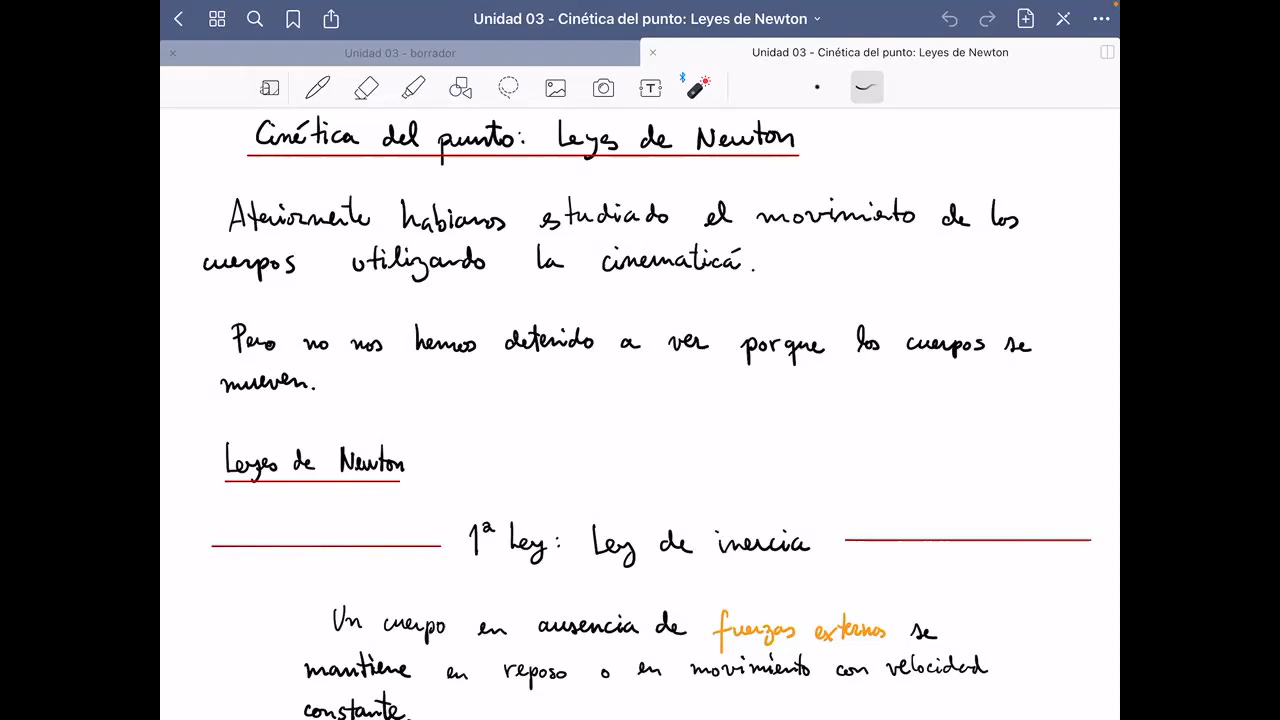 Unidad 03 - Cinética del punto: Leyes de Newton
Unidad 03 - borrador
Unidad 03 - Cinética del punto: Leyes de Newton
Cinética del punto: Leyes de Newton
Ateriormente habiamos estudiado el movimiento de los
cuerpos utilizando la cinematicá.
Pero no nos hemos detenido a ver porque los cuerpos se
mueven.
Leyes de Newton
1ª Ley: Ley de inercia
Un cuerpo en ausencia de fuerzas externas se
mantiene en reposo o en movimiento con velocidad
constante.